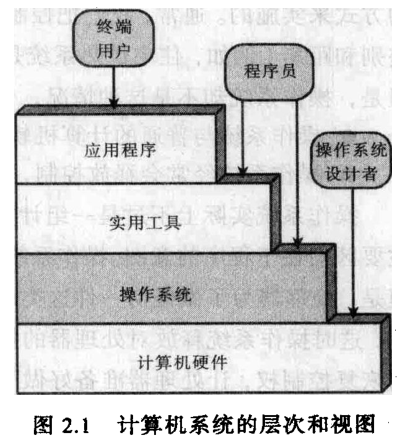 终端
用户
程序员
应用程序
操作系统
设计者
实用工具
操作系统
计算机硬件
图 2.1 计算机系统的层次和视图